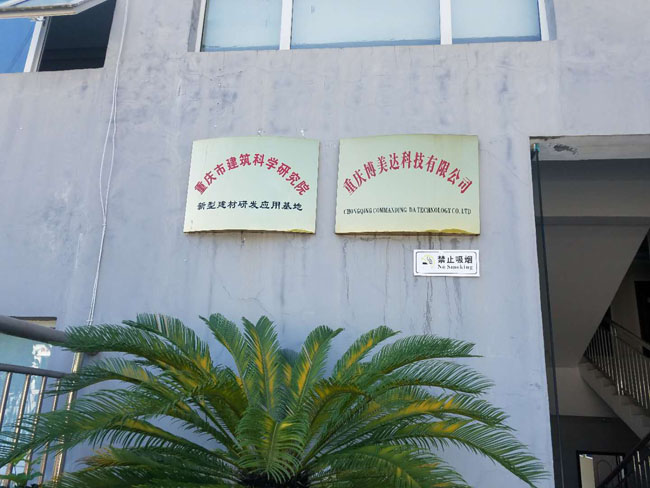 重庆市建筑科学研究院
新型建材研发应用基地
重庆博美达科技有限公司
CHONGQING COMMANDUNG DA TECHNOLOGY CO. LTD
禁止吸烟
No Smoking